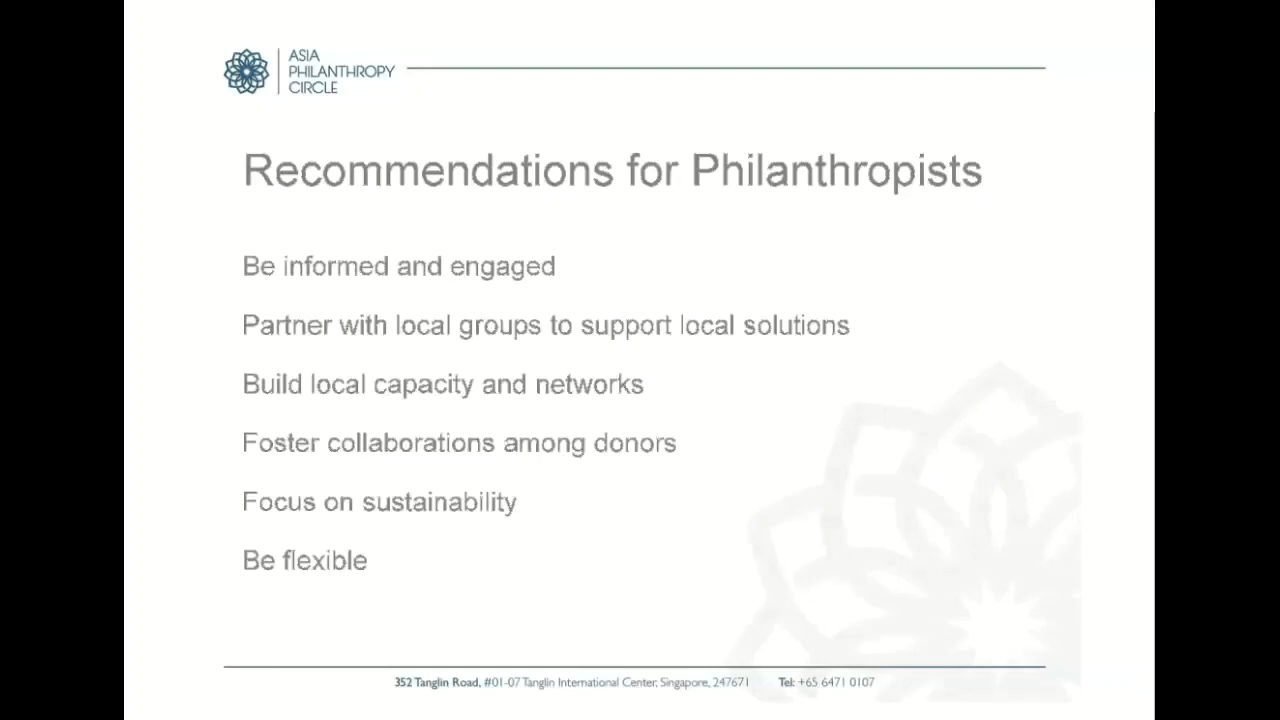 ASIA
PHILANTHROPY
CIRCLE
Recommendations for Philanthropists
Be informed and engaged
Partner with local groups to support local solutions
Build local capacity and networks
Foster collaborations among donors
Focus on sustainability
Be flexible
352 Tanglin Road, #01-07 Tanglin International Center, Singapore, 247671 Tel: +65 6471 0107